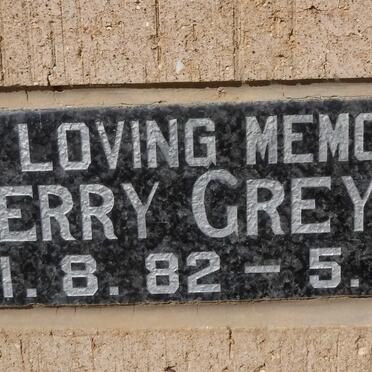 LOVING MEMO
ERRY GREY
1. 8. 82 – 5.